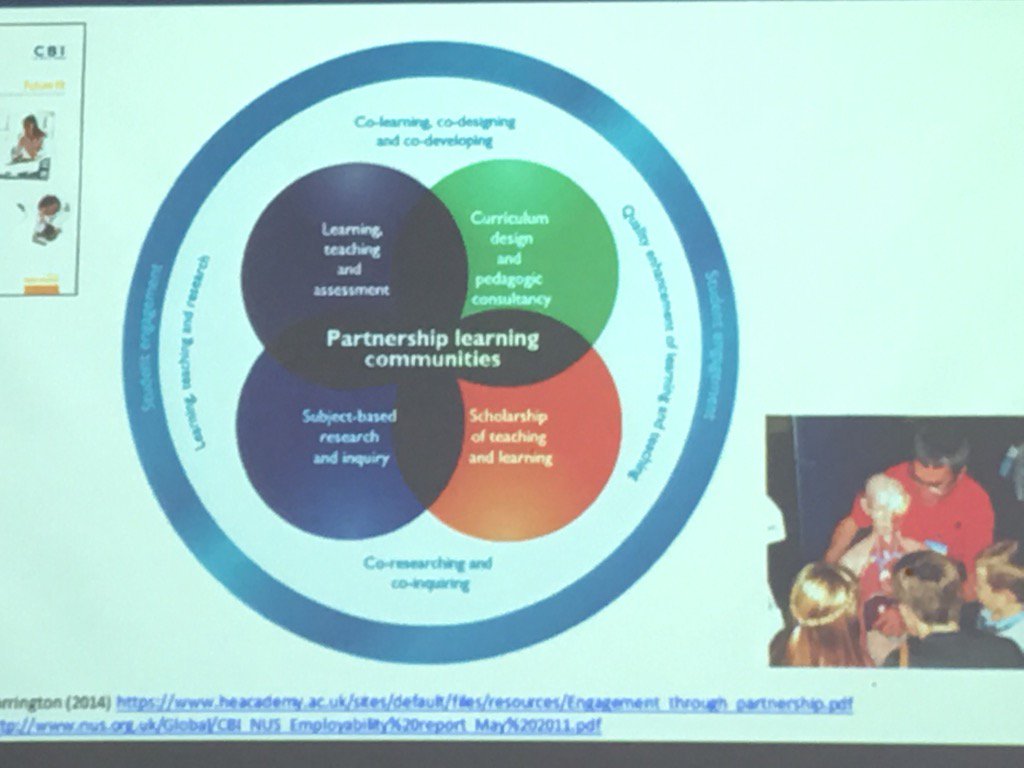 CBI
Future fit
Co-learning, co-designing
and co-developing
Learning,
teaching
and
assessment
Curriculum
design
and
pedagogic
consultancy
Student engagement
Learning, teaching and research
Partnership learning
communities
Quality enhancement of learning and teaching
Student engagement
Subject-based
research
and inquiry
Scholarship
of teaching
and learning
Co-researching and
co-inquiring
(2014) https://www.heacademy.ac.uk/sites/default/files/resources/Engagement_through_partnership.pdf
tp://www.nus.org.uk/Global/CBI_NUS_Employability%20report_May%202011.pdf